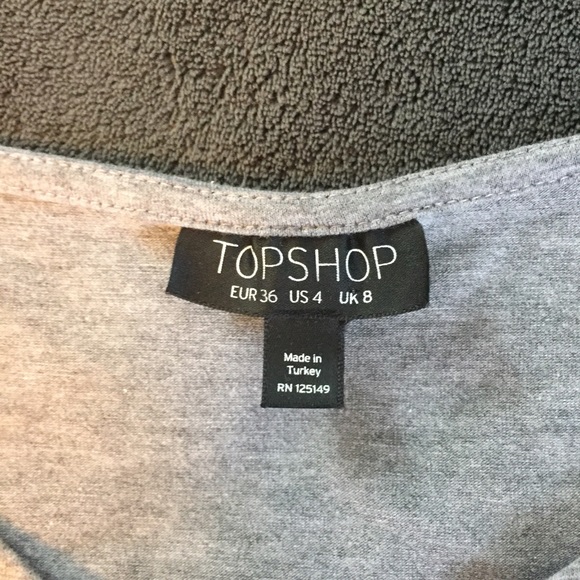 TOPSHOP
EUR 36 US 4 UK 8
Made in
Turkey
RN 125149